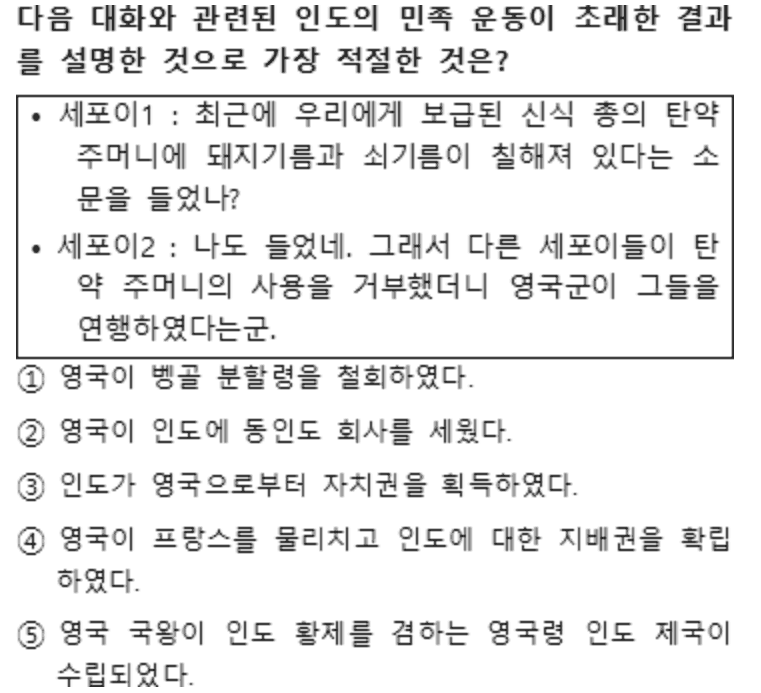 다음 대화와 관련된 인도의 민족 운동이 초래한 결과
를 설명한 것으로 가장 적절한 것은?
• 세포이1 : 최근에 우리에게 보급된 신식 총의 탄약
주머니에 돼지기름과 쇠기름이 칠해져 있다는 소
문을 들었나?
• 세포이2 : 나도 들었네. 그래서 다른 세포이들이 탄
약 주머니의 사용을 거부했더니 영국군이 그들을
연행하였다는군.
① 영국이 벵골 분할령을 철회하였다.
② 영국이 인도에 동인도 회사를 세웠다.
③ 인도가 영국으로부터 자치권을 획득하였다.
④ 영국이 프랑스를 물리치고 인도에 대한 지배권을 확립
하였다.
⑤ 영국 국왕이 인도 황제를 겸하는 영국령 인도 제국이
수립되었다.